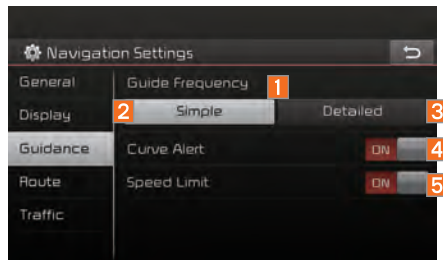 Navigation Settings
General
Guide Frequency
1
Display
2
Simple
Detailed
3
Guidance
Curve Alert
ON
4
Route
Speed Limit
ON
5
Traffic